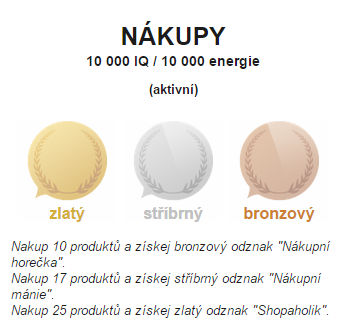 NÁKUPY
10 000 IQ / 10 000 energie
(aktivní)
zlatý stříbrný bronzový
Nakup 10 produktů a získej bronzový odznak "Nákupní
horečka".
Nakup 17 produktů a získej stříbrný odznak "Nákupní
mánie".
Nakup 25 produktů a získej zlatý odznak "Shopaholik".